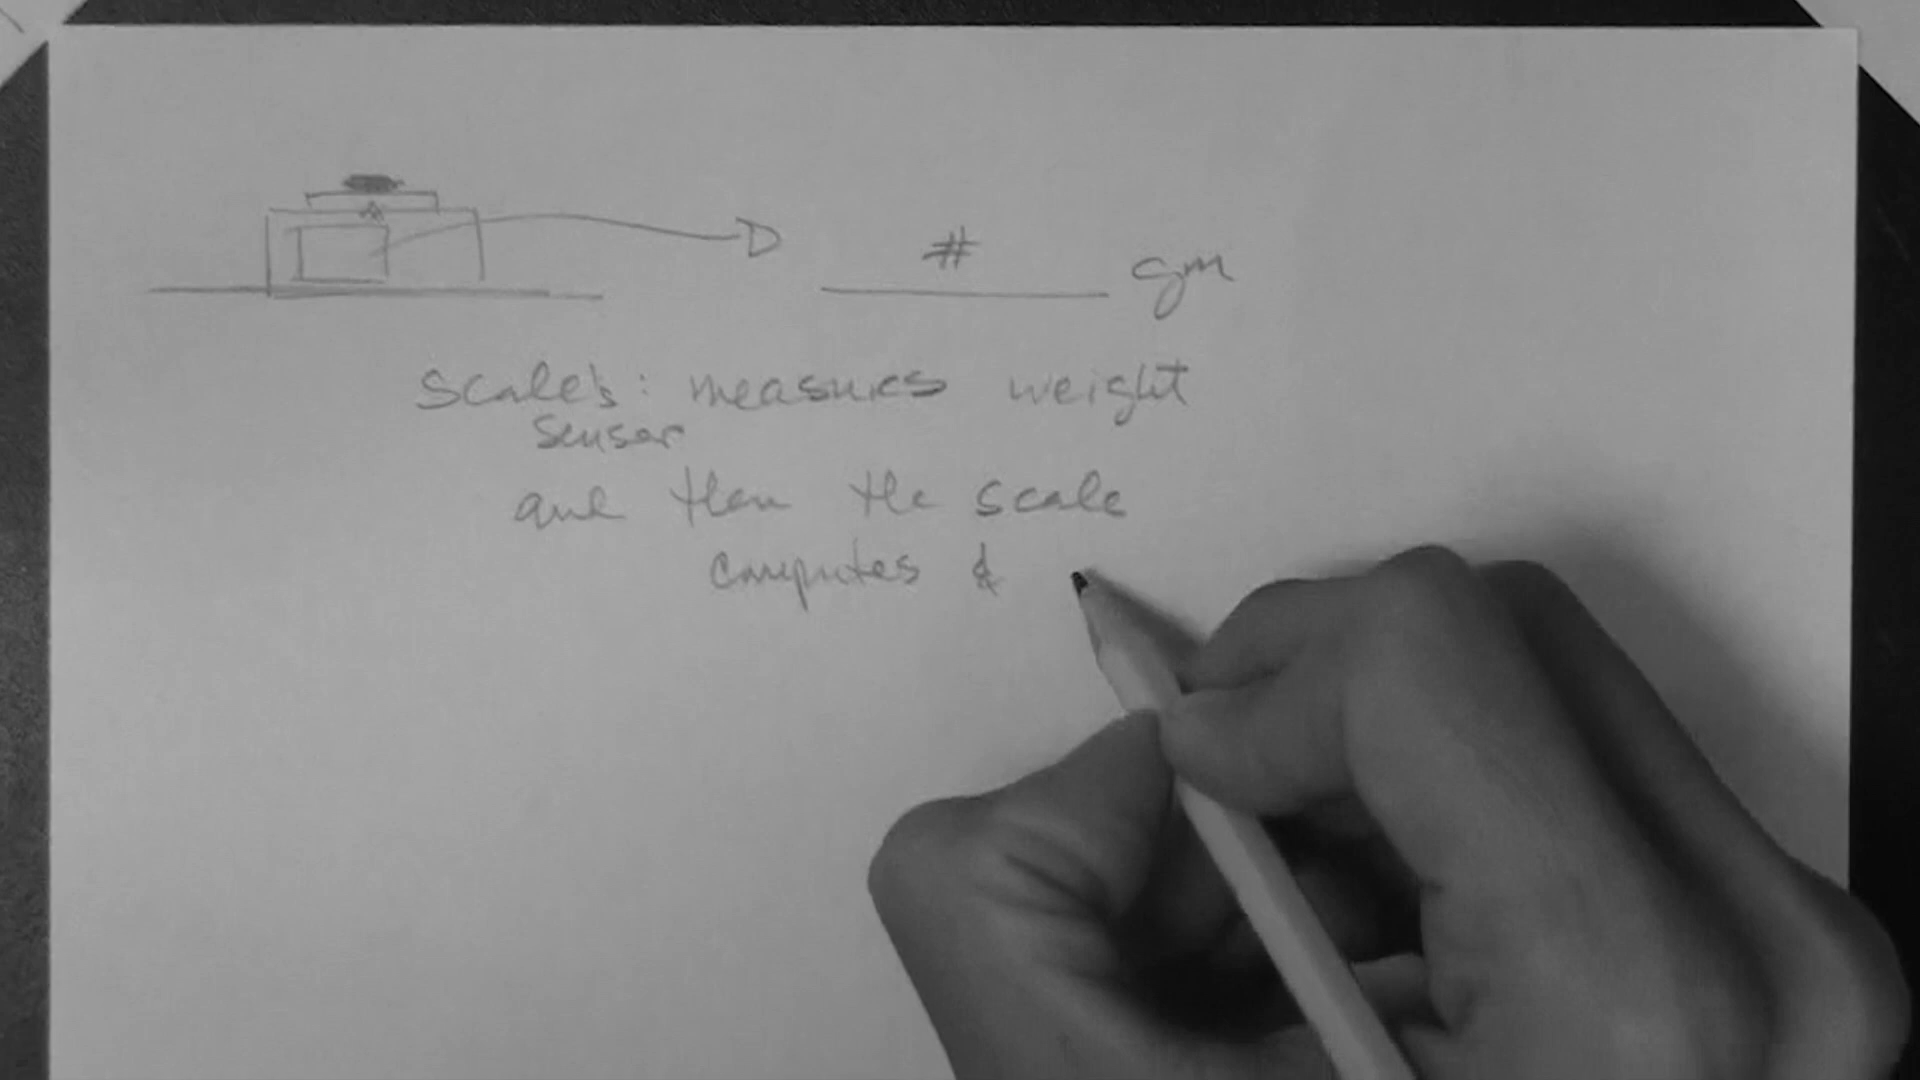 # gm
scale's : measures weight
sensor
and then the scale
computes &